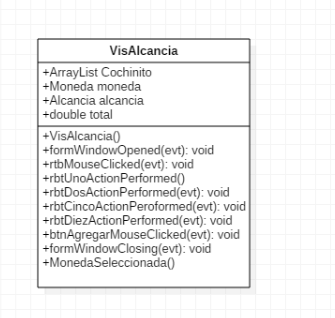 VisAlcancia
+ArrayList Cochinito
+Moneda moneda
+Alcancia alcancia
+double total
+VisAlcancia()
+formWindowOpened(evt): void
+rtbMouseClicked(evt): void
+rbtUnoActionPerformed()
+rbtDosActionPerformed(evt): void
+rbtCincoActionPeroformed(evt): void
+rbtDiezActionPerformed(evt): void
+btnAgregarMouseClicked(evt): void
+formWindowClosing(evt): void
+MonedaSeleccionada()